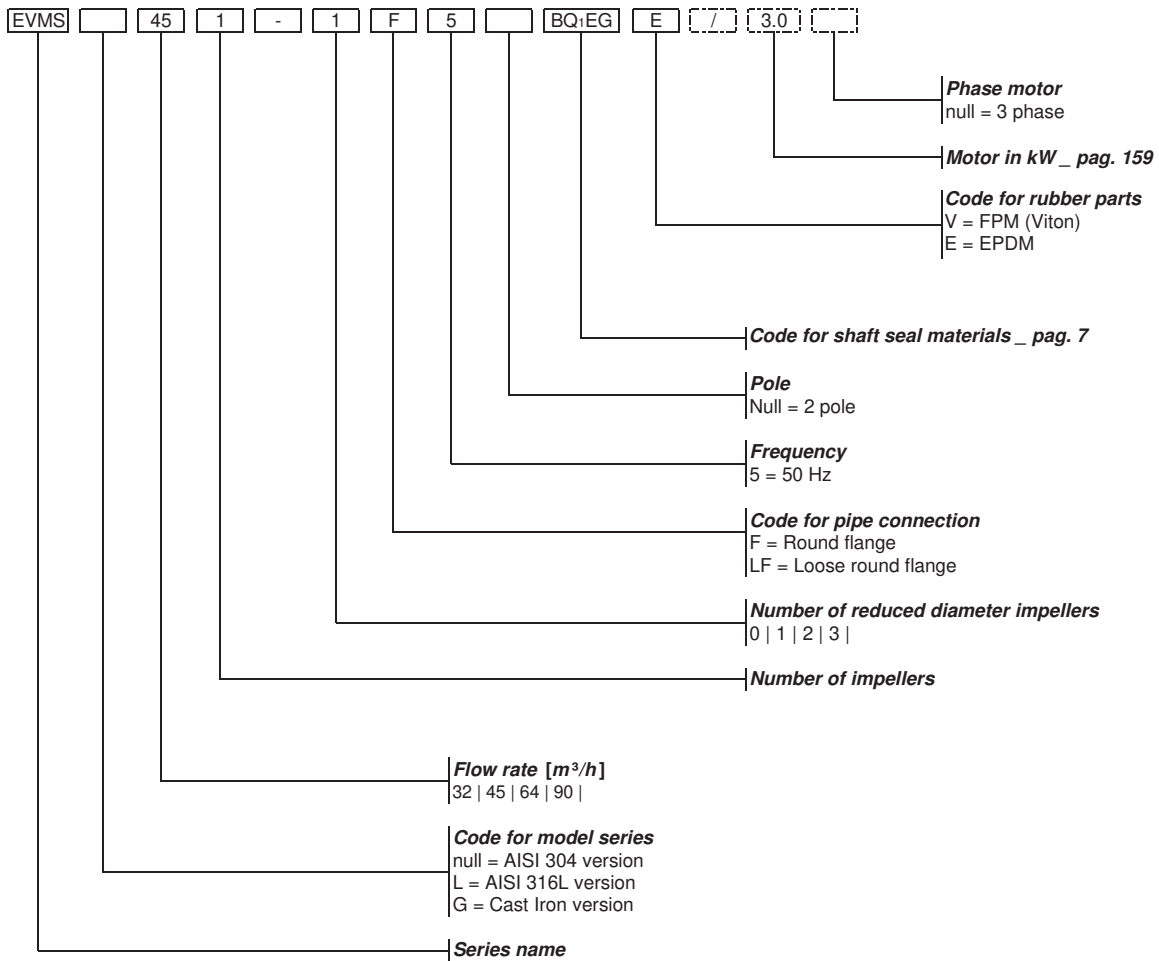 EVMS 45 1 - 1 F 5 BQ1EG E / 3.0
Phase motor
null = 3 phase
Motor in kW _ pag. 159
Code for rubber parts
V = FPM (Viton)
E = EPDM
Code for shaft seal materials _ pag. 7
Pole
Null = 2 pole
Frequency
5 = 50 Hz
Code for pipe connection
F = Round flange
LF = Loose round flange
Number of reduced diameter impellers
0 | 1 | 2 | 3 |
Number of impellers
Flow rate [m³/h]
32 | 45 | 64 | 90 |
Code for model series
null = AISI 304 version
L = AISI 316L version
G = Cast Iron version
Series name